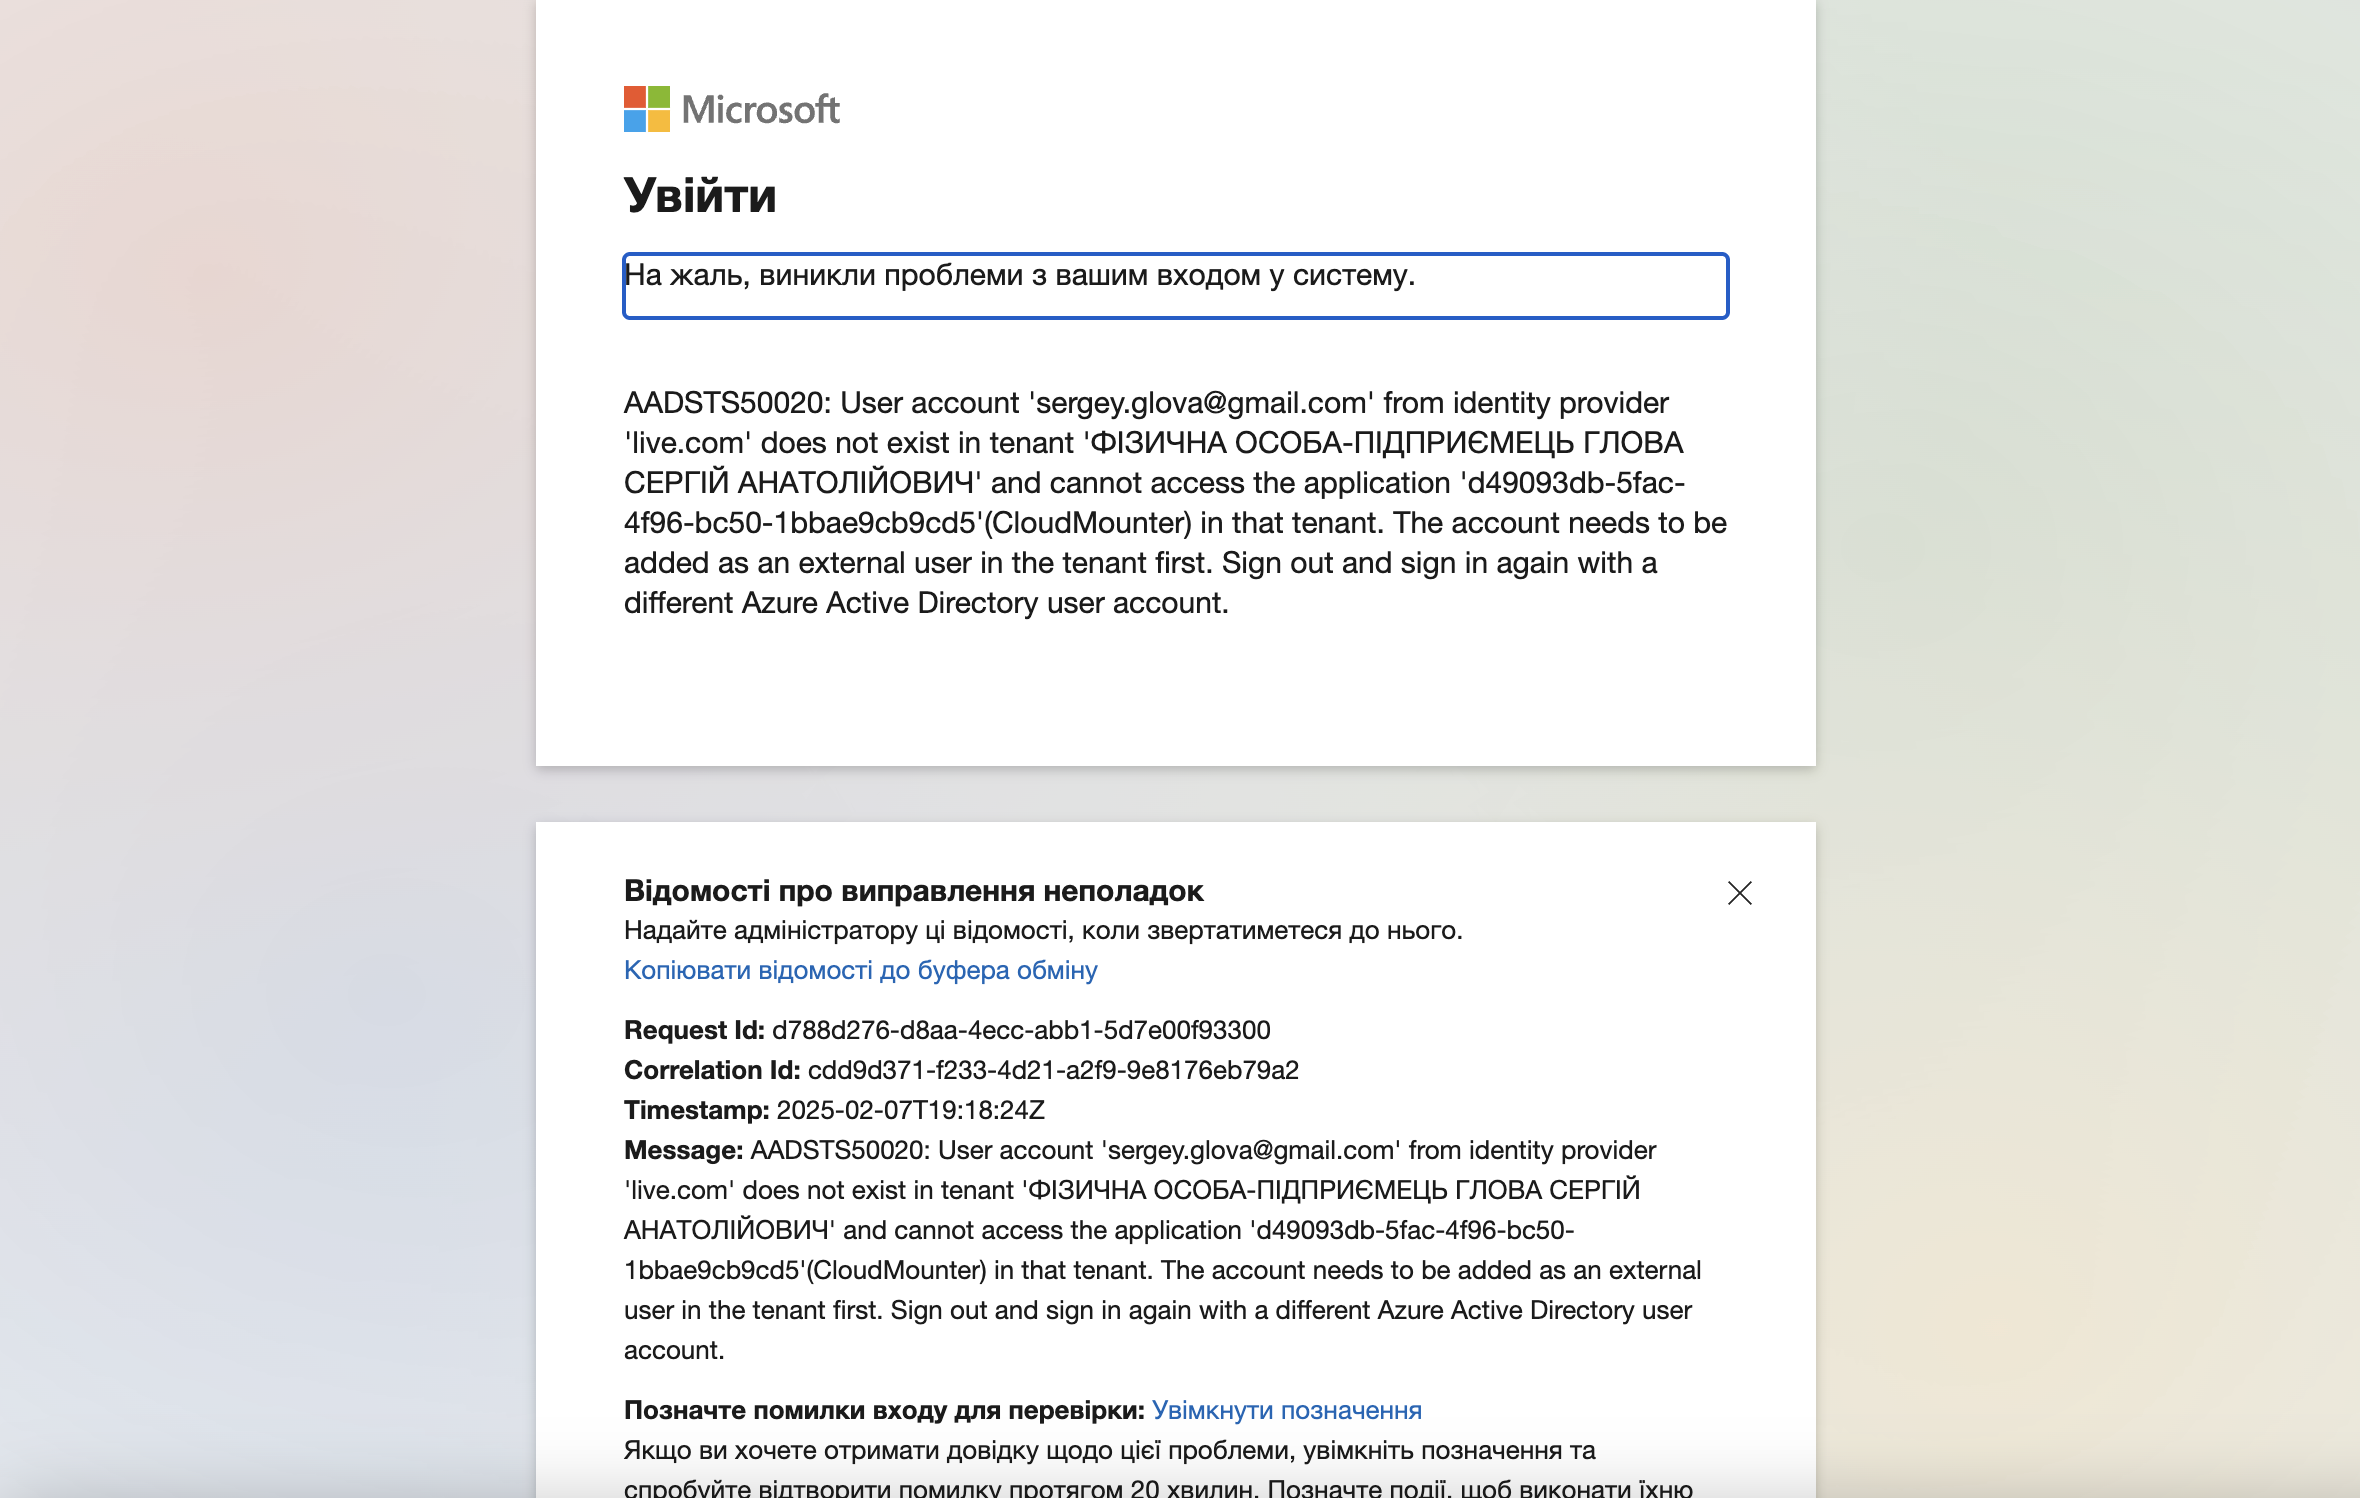 Microsoft
Увійти
На жаль, виникли проблеми з вашим входом у систему.
AADSTS50020: User account 'sergey.glova@gmail.com' from identity provider
'live.com' does not exist in tenant 'ФІЗИЧНА ОСОБА-ПІДПРИЄМЕЦЬ ГЛОВА
СЕРГІЙ АНАТОЛІЙОВИЧ' and cannot access the application 'd49093db-5fac-
4f96-bc50-1bbae9cb9cd5'(CloudMounter) in that tenant. The account needs to be
added as an external user in the tenant first. Sign out and sign in again with a
different Azure Active Directory user account.
Відомості про виправлення неполадок
Надайте адміністратору ці відомості, коли звертатиметеся до нього.
Копіювати відомості до буфера обміну
Request Id: d788d276-d8aa-4ecc-abb1-5d7e00f93300
Correlation Id: cdd9d371-f233-4d21-a2f9-9e8176eb79a2
Timestamp: 2025-02-07T19:18:24Z
Message: AADSTS50020: User account 'sergey.glova@gmail.com' from identity provider
'live.com' does not exist in tenant 'ФІЗИЧНА ОСОБА-ПІДПРИЄМЕЦЬ ГЛОВА СЕРГІЙ
АНАТОЛІЙОВИЧ' and cannot access the application 'd49093db-5fac-4f96-bc50-
1bbae9cb9cd5'(CloudMounter) in that tenant. The account needs to be added as an external
user in the tenant first. Sign out and sign in again with a different Azure Active Directory user
account.
Позначте помилки входу для перевірки: Увімкнути позначення
Якщо ви хочете отримати довідку щодо цієї проблеми, увімкніть позначення та
спробуйте відтворити помилку протягом 20 хвилин. Позначте події, щоб виконати їхню